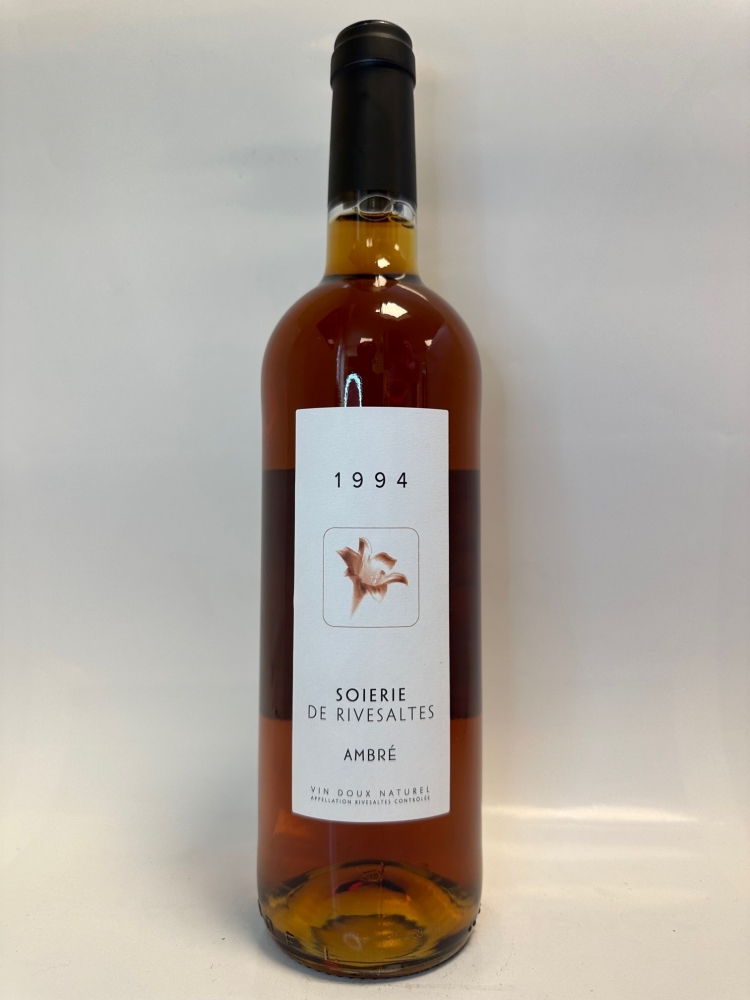 1994
SOIERIE
DE RIVESALTES
AMBRÉ
VIN DOUX NATUREL
APPELLATION RIVESALTES CONTRÔLÉE